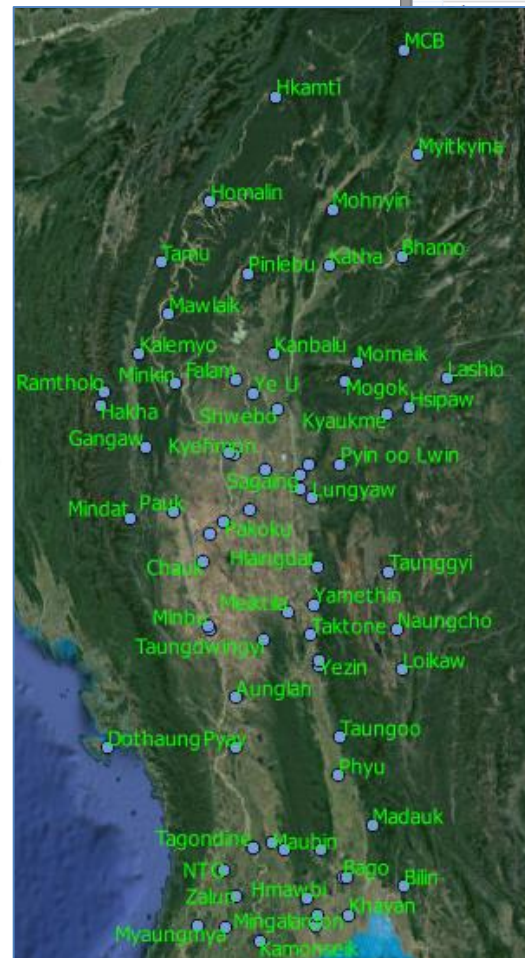 MCB
Hkamti
Myitkyina
Homalin
Mohnyin
Bhamo
Tamu
Pinlebu
Katha
Mawlaik
Kalemyo
Kanbalu
Momeik
Minkin
Falam
Lashio
Ramtholo
Ye U
Mogok
Hakha
Shwebo
Kyaukme
Hsipaw
Gangaw
Kyehmon
Pyin oo Lwin
Sagaing
Lungyaw
Mindat
Pauk
Pakoku
Chauk
Hlaingdat
Taunggyi
Meiktila
Yamethin
Minbu
Taktone
Naungcho
Taungdwingyi
Yezin
Loikaw
Aunglan
Dothaung
Pyay
Taungoo
Phyu
Madauk
Tagondine
Maubin
NTG
Bago
Bilin
Zalun
Hmawbi
Khayan
Myaungmya
Mingalardon
Kamonseik